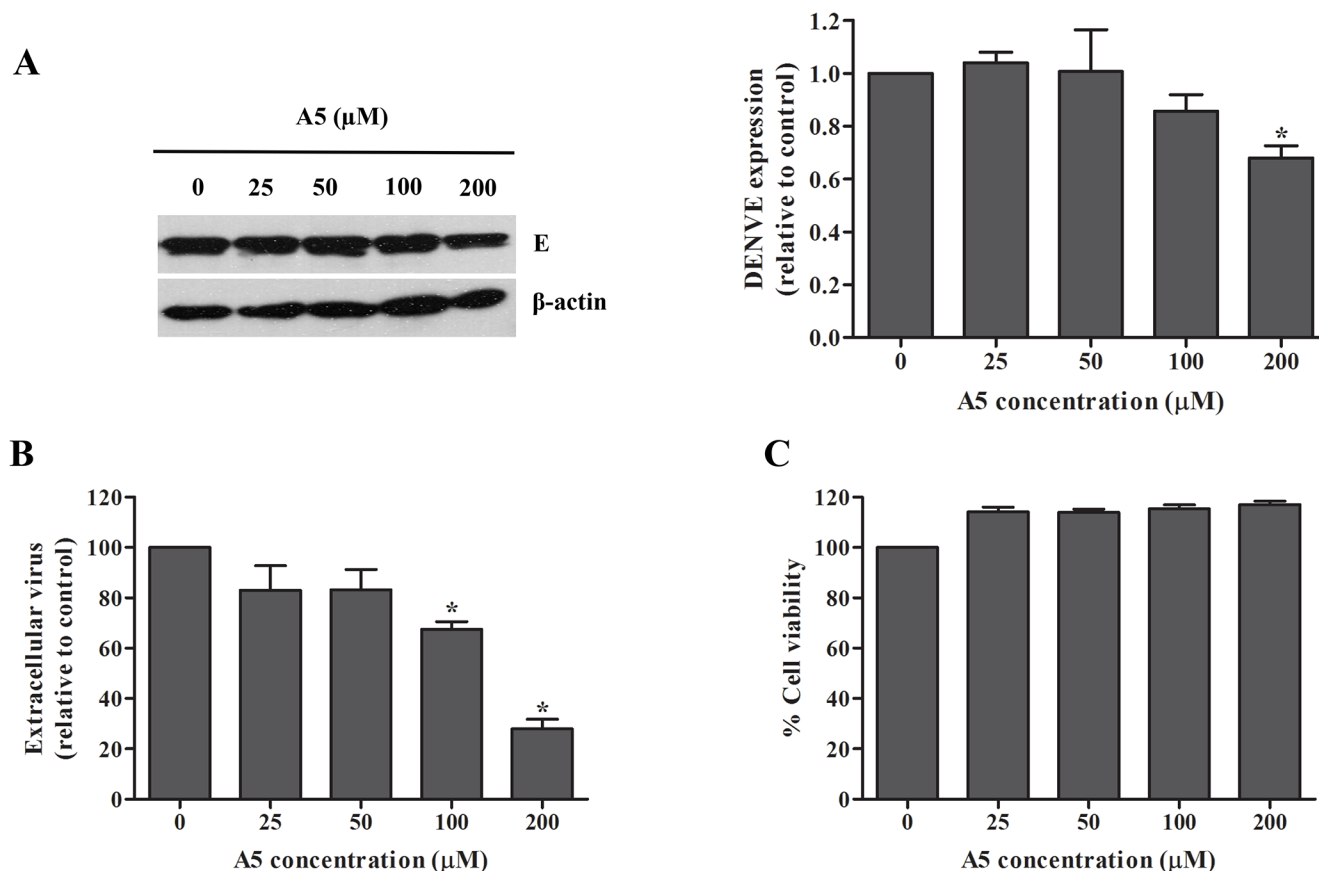 A
A5 (μM)
0 25 50 100 200
E
β-actin
DENVE expression
(relative to control)
1.2
1.0
0.8
0.6
0.4
0.2
0.0
*
0 25 50 100 200
A5 concentration (μM)
B
Extracellular virus
(relative to control)
120
100
80
60
40
20
0
*
*
0 25 50 100 200
A5 concentration (μM)
C
% Cell viability
120
100
80
60
40
20
0
0 25 50 100 200
A5 concentration (μM)